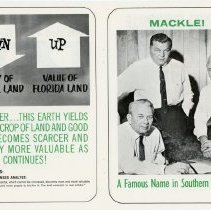 WN
UP
Y OF
LAND
VALUE OF
FLORIDA LAND
ER...THIS EARTH YIELDS
CROP OF LAND AND GOOD
BECOMES SCARCER AND
Y MORE VALUABLE AS
CONTINUES!
MACKLE!
A Famous Name in Southern